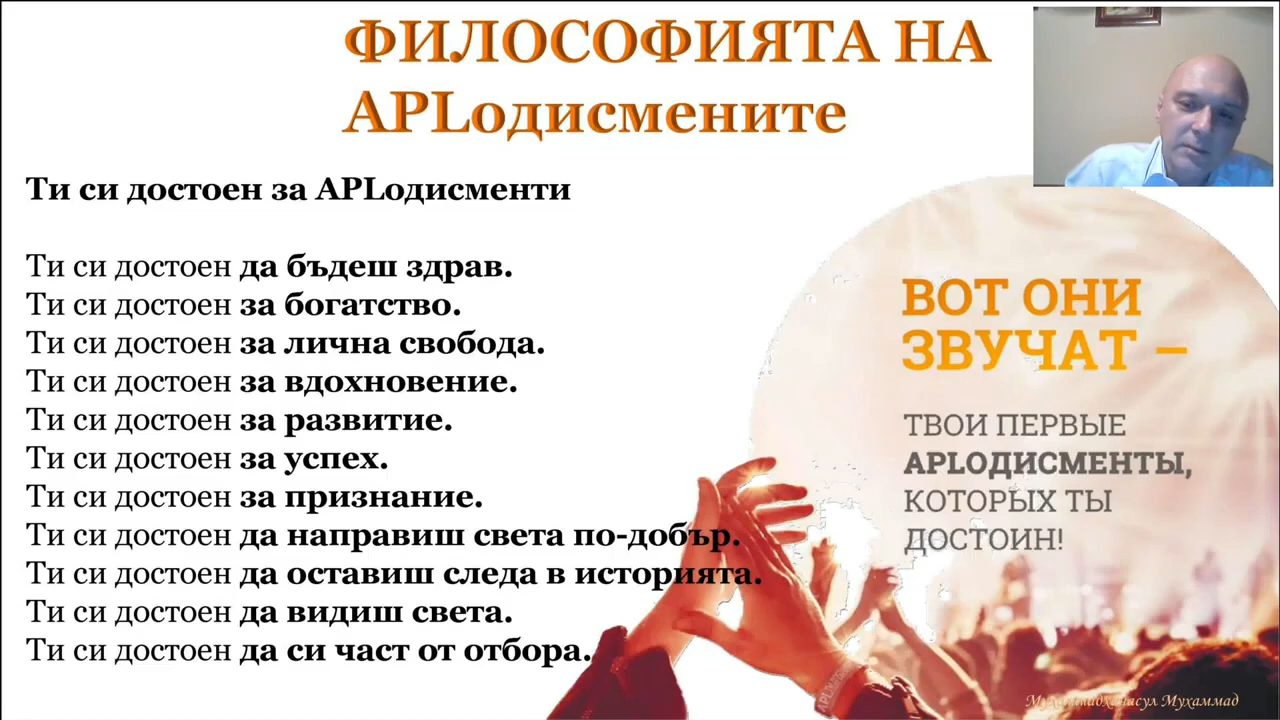 ФИЛОСОФИЯТА НА
APLодисмените
Ти си достоен за APLодисменти
Ти си достоен да бъдеш здрав.
Ти си достоен за богатство.
Ти си достоен за лична свобода.
Ти си достоен за вдохновение.
Ти си достоен за развитие.
Ти си достоен за успех.
Ти си достоен за признание.
Ти си достоен да направиш света по-добър.
Ти си достоен да оставиш следа в историята.
Ти си достоен да видиш света.
Ти си достоен да си част от отбора.
ВОТ ОНИ
ЗВУЧАТ –
ТВОИ ПЕРВЫЕ
APLОДИСМЕНТЫ,
КОТОРЫХ ТЫ
ДОСТОИН!
Мухаммад